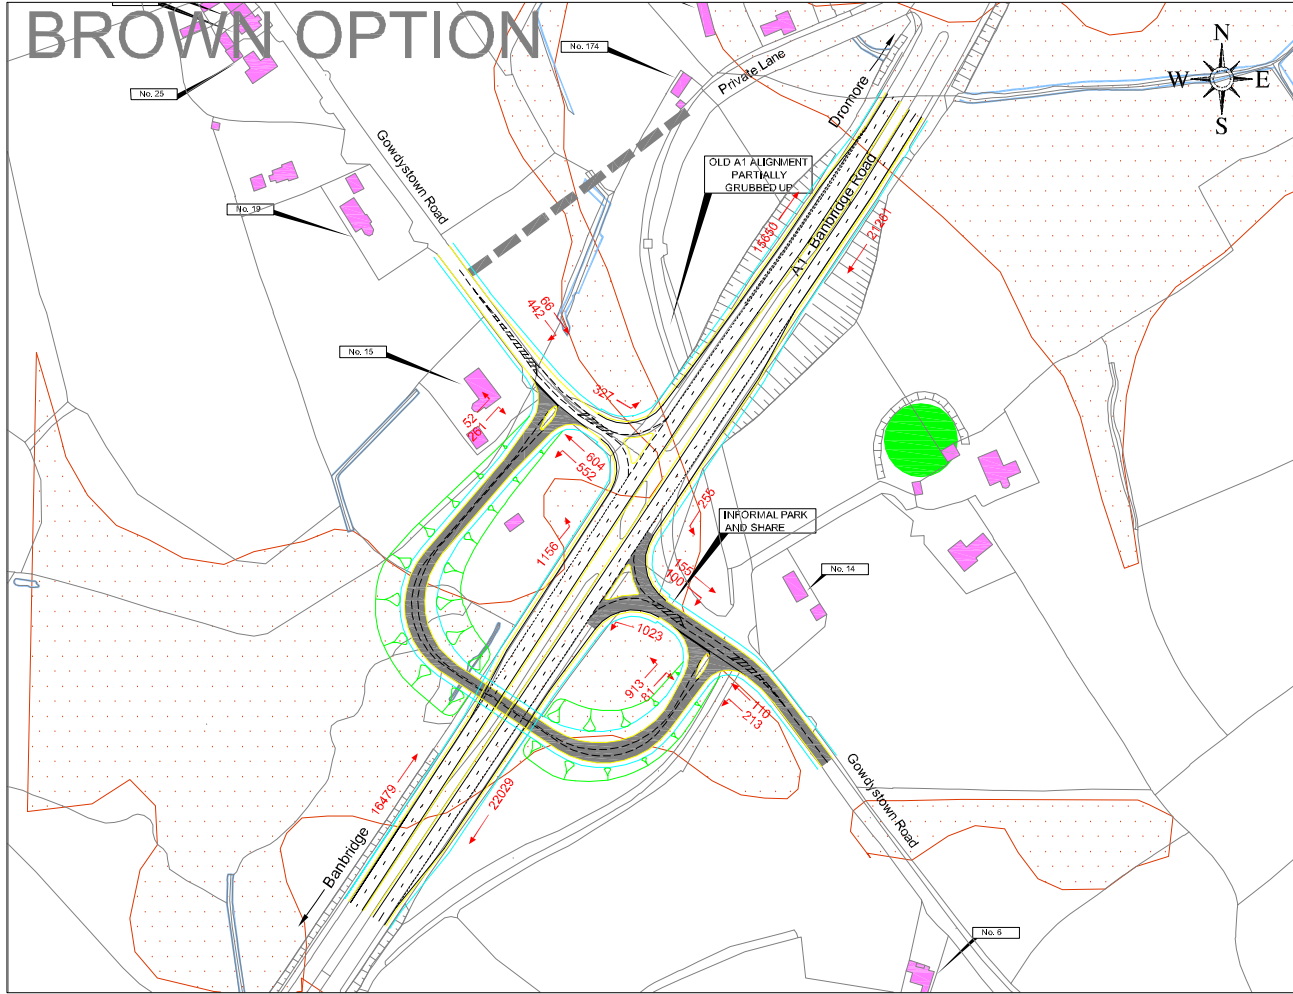 BROWN OPTION
No. 174
No. 25
Private Lane
N
W
E
S
Dromore
Gowdystown Road
OLD A1 ALIGNMENT
PARTIALLY
GRUBBED UP
A1 - Banbridge Road
No. 19
15650
21261
66
442
No. 15
327
52
261
604
552
255
INFORMAL PARK
AND SHARE
1156
155
100
No. 14
1023
913
81
110
213
16479
22029
Gowdystown Road
Banbridge
No. 6